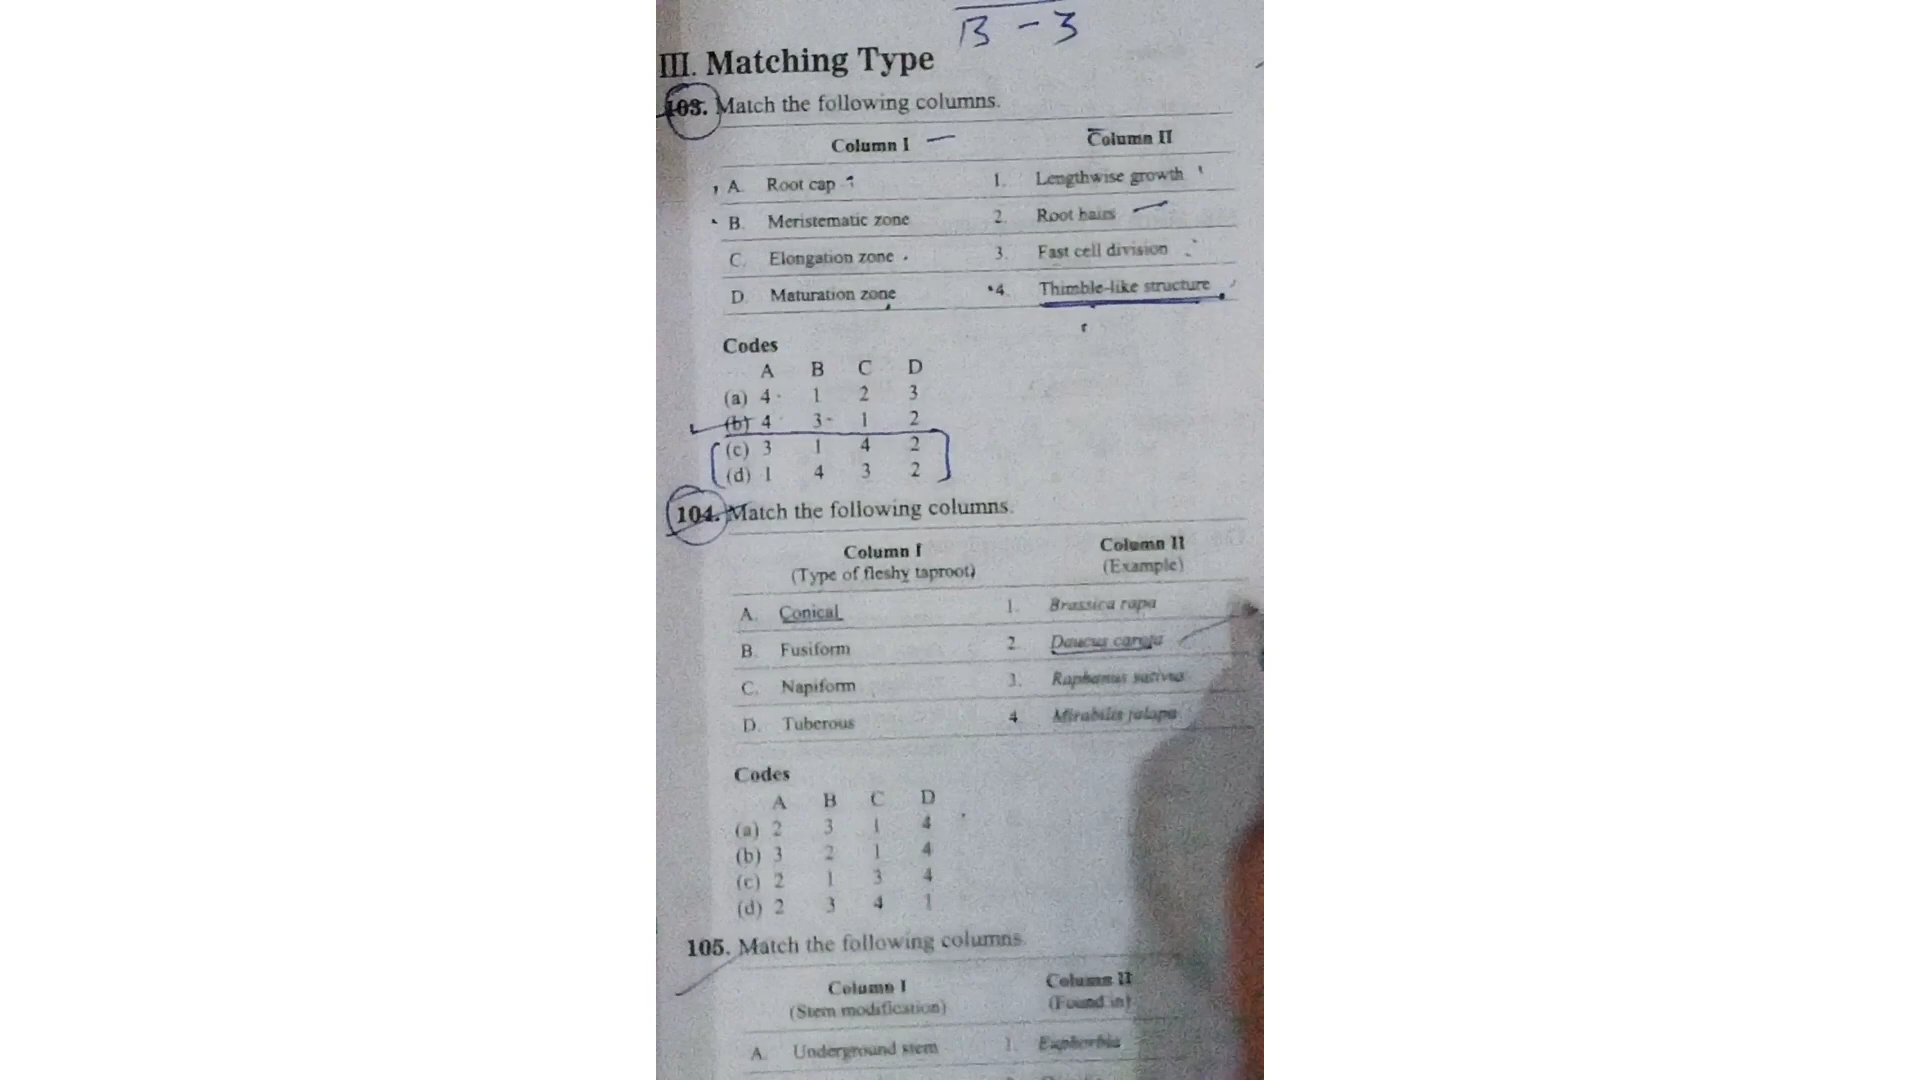 B - 3
III. Matching Type
103. Match the following columns.
Column I Column II
A. Root cap 1. Lengthwise growth
B. Meristematic zone 2. Root hairs
C. Elongation zone 3. Fast cell division
D. Maturation zone 4. Thimble-like structure
Codes
A B C D
(a) 4 1 2 3
(b) 4 3 1 2
(c) 3 1 4 2
(d) 1 4 3 2
104. Match the following columns.
Column I Column II
(Type of fleshy taproot) (Example)
A. Conical 1. Brassica rapa
B. Fusiform 2. Daucus carota
C. Napiform 3. Raphanus sativus
D. Tuberous 4. Mirabilis jalapa
Codes
A B C D
(a) 2 3 1 4
(b) 3 2 1 4
(c) 2 1 3 4
(d) 2 3 4 1
105. Match the following columns.
Column I Column II
(Stem modification) (Found in)
A. Underground stem 1. Euphorbia